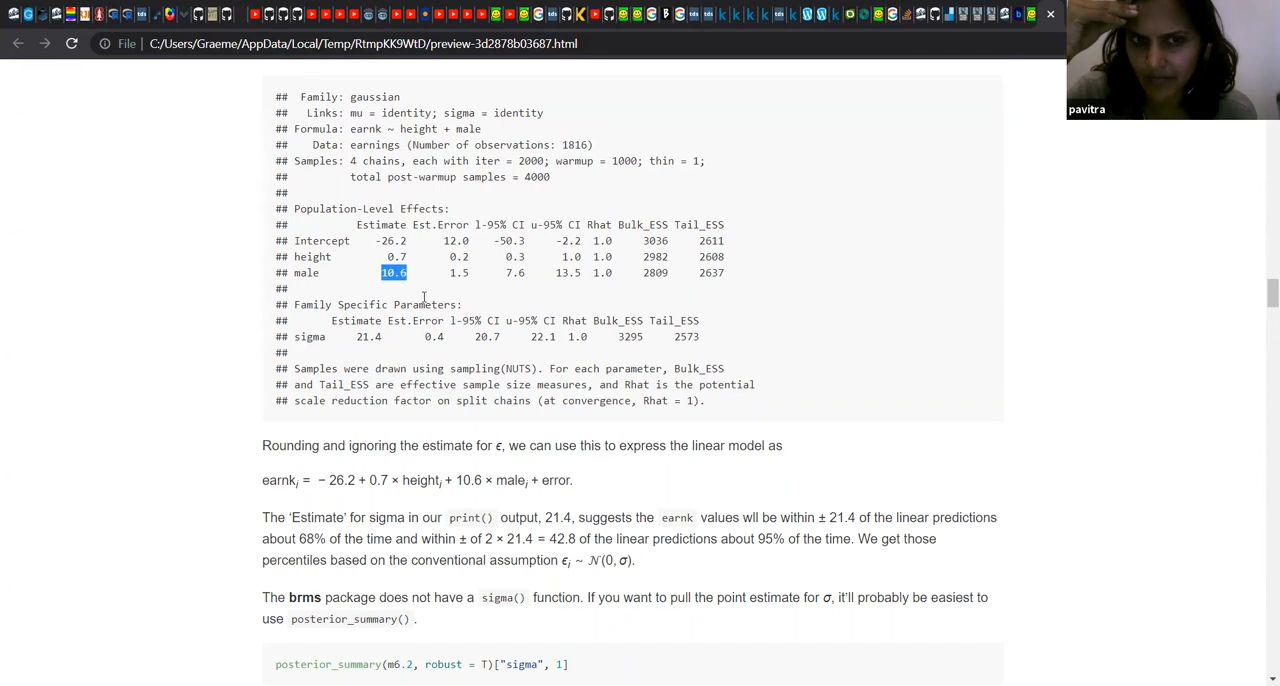 File | C:/Users/Graeme/AppData/Local/Temp/RtmpKK9WtD/preview-3d2878b03687.html
pavitra
## Family: gaussian
## Links: mu = identity; sigma = identity
## Formula: earnk ~ height + male
## Data: earnings (Number of observations: 1816)
## Samples: 4 chains, each with iter = 2000; warmup = 1000; thin = 1;
## total post-warmup samples = 4000
##
## Population-Level Effects:
## Estimate Est.Error l-95% CI u-95% CI Rhat Bulk_ESS Tail_ESS
## Intercept -26.2 12.0 -50.3 -2.2 1.0 3036 2611
## height 0.7 0.2 0.3 1.0 1.0 2982 2608
## male 10.6 1.5 7.6 13.5 1.0 2809 2637
##
## Family Specific Parameters:
## Estimate Est.Error l-95% CI u-95% CI Rhat Bulk_ESS Tail_ESS
## sigma 21.4 0.4 20.7 22.1 1.0 3295 2573
##
## Samples were drawn using sampling(NUTS). For each parameter, Bulk_ESS
## and Tail_ESS are effective sample size measures, and Rhat is the potential
## scale reduction factor on split chains (at convergence, Rhat = 1).
Rounding and ignoring the estimate for ϵ, we can use this to express the linear model as
earnkᵢ = − 26.2 + 0.7 × heightᵢ + 10.6 × maleᵢ + error.
The ‘Estimate’ for sigma in our print() output, 21.4, suggests the earnk values wll be within ± 21.4 of the linear predictions
about 68% of the time and within ± of 2 × 21.4 = 42.8 of the linear predictions about 95% of the time. We get those
percentiles based on the conventional assumption ϵᵢ ~ 𝒩(0, σ).
The brms package does not have a sigma() function. If you want to pull the point estimate for σ, it’ll probably be easiest to
use posterior_summary().
posterior_summary(m6.2, robust = T)["sigma", 1]